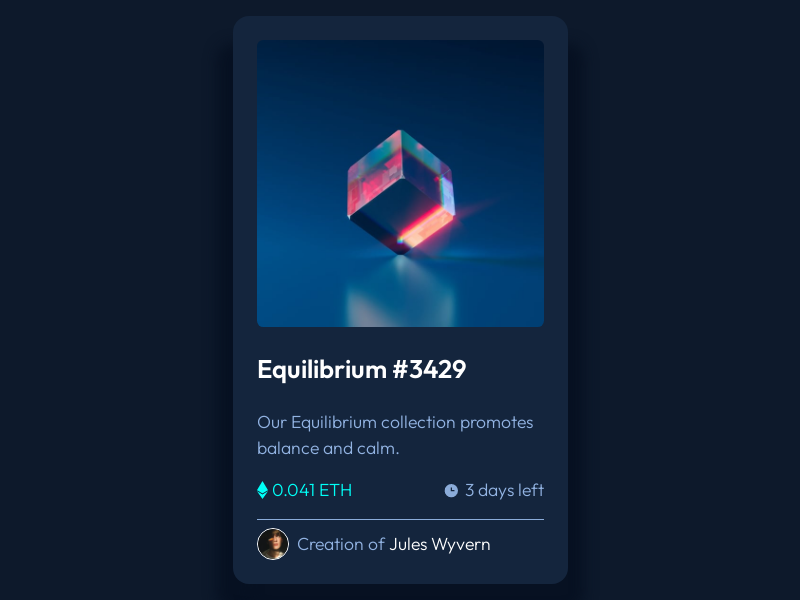 Equilibrium #3429
Our Equilibrium collection promotes
balance and calm.
0.041 ETH
3 days left
Creation of Jules Wyvern